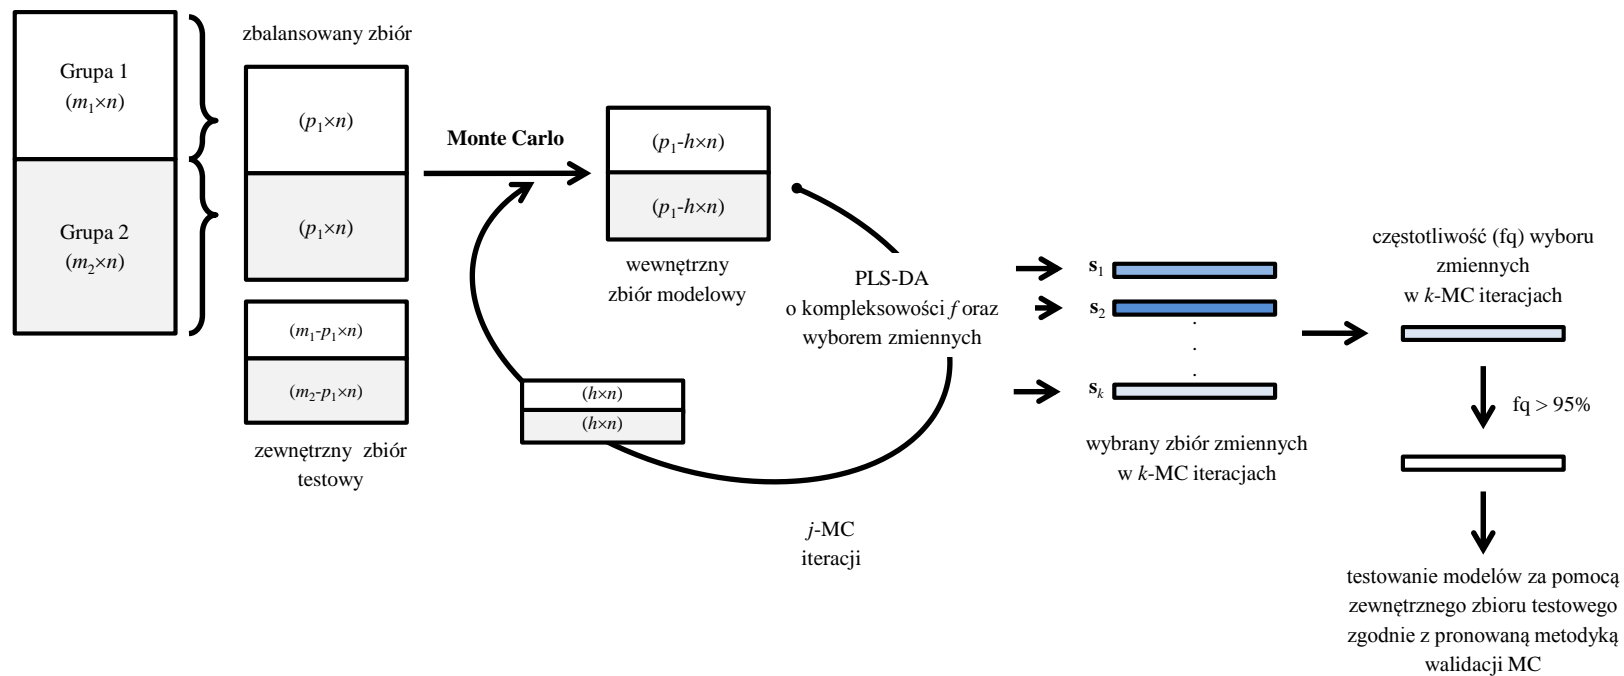 Grupa 1
(m₁×n)
Grupa 2
(m₂×n)
zbalansowany zbiór
(p₁×n)
(p₁×n)
(m₁-p₁×n)
(m₂-p₁×n)
zewnętrzny zbiór
testowy
Monte Carlo
(p₁-h×n)
(p₁-h×n)
wewnętrzny
zbiór modelowy
(h×n)
(h×n)
PLS-DA
o kompleksowości f oraz
wyborem zmiennych
j-MC
iteracji
s₁
s₂
.
.
.
sₖ
wybrany zbiór zmiennych
w k-MC iteracjach
częstotliwość (fq) wyboru
zmiennych
w k-MC iteracjach
fq > 95%
testowanie modelów za pomocą
zewnętrznego zbioru testowego
zgodnie z pronowaną metodyką
walidacji MC